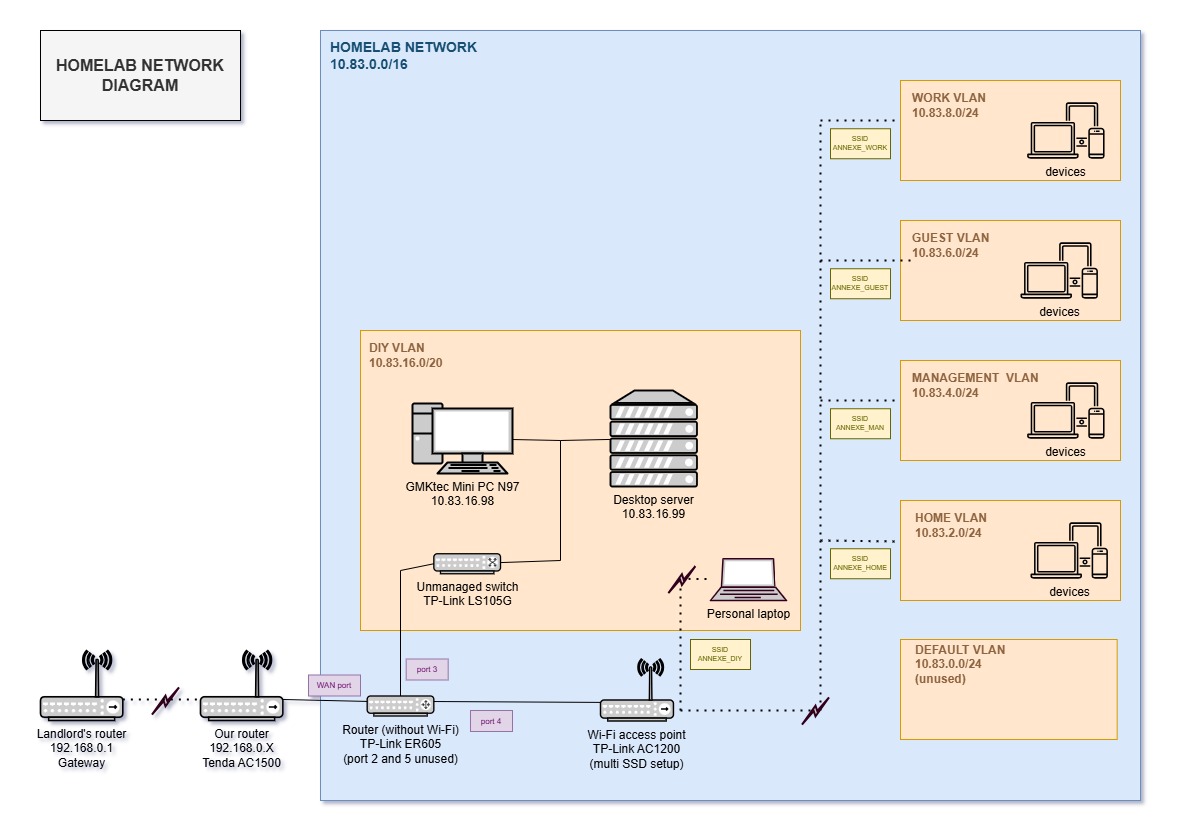 HOMELAB NETWORK
DIAGRAM
HOMELAB NETWORK
10.83.0.0/16
WORK VLAN
10.83.8.0/24
SSID
ANNEXE_WORK
devices
GUEST VLAN
10.83.6.0/24
SSID
ANNEXE_GUEST
devices
DIY VLAN
10.83.16.0/20
MANAGEMENT  VLAN
10.83.4.0/24
SSID
ANNEXE_MAN
devices
GMKtec Mini PC N97
10.83.16.98
Desktop server
10.83.16.99
HOME VLAN
10.83.2.0/24
SSID
ANNEXE_HOME
devices
Unmanaged switch
TP-Link LS105G
Personal laptop
SSID
ANNEXE_DIY
DEFAULT VLAN
10.83.0.0/24
(unused)
port 3
WAN port
port 4
Landlord's router
192.168.0.1
Gateway
Our router
192.168.0.X
Tenda AC1500
Router (without Wi-Fi)
TP-Link ER605
(port 2 and 5 unused)
Wi-Fi access point
TP-Link AC1200
(multi SSD setup)